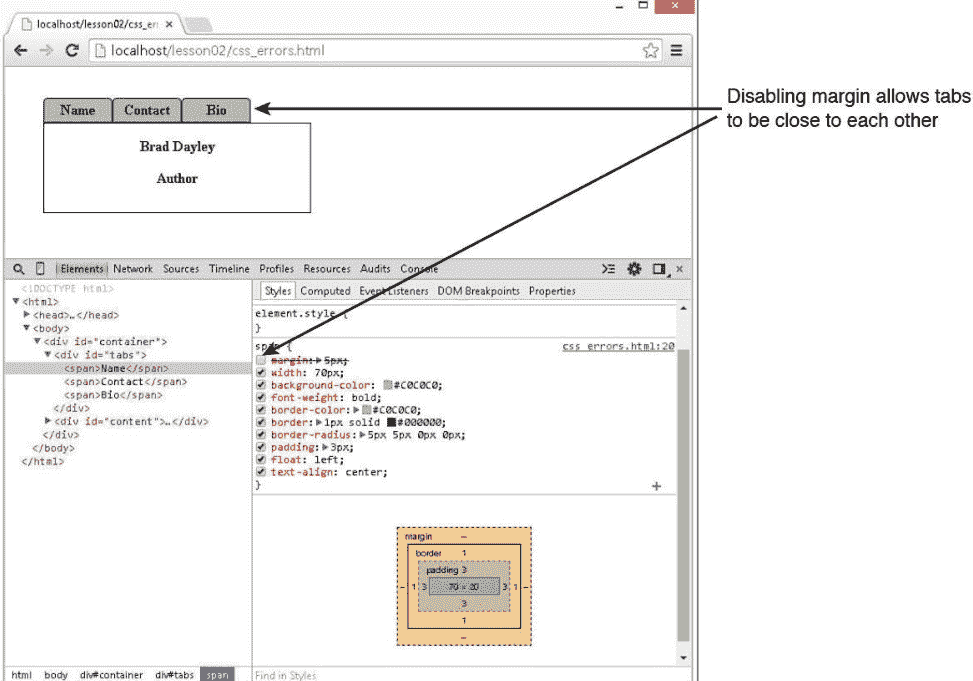 localhost/lesson02/css_er
localhost/lesson02/css_errors.html
Name Contact Bio
Brad Dayley
Author
Disabling margin allows tabs
to be close to each other
Elements Network Sources Timeline Profiles Resources Audits Console
<!DOCTYPE html>
<html>
<head>…</head>
<body>
<div id="container">
<div id="tabs">
<span>Name</span>
<span>Contact</span>
<span>Bio</span>
</div>
<div id="content">…</div>
</div>
</body>
</html>
Styles Computed Event Listeners DOM Breakpoints Properties
element.style {
}
span { css_errors.html:20
margin: 5px;
width: 70px;
background-color: #C0C0C0;
font-weight: bold;
border-color: #C0C0C0;
border: 1px solid #000000;
border-radius: 5px 5px 0px 0px;
padding: 3px;
float: left;
text-align: center;
}
margin –
border 1
padding 3
– 1 3 70 × 20 3 1 –
3
1
–
html body div#container div#tabs span
Find in Styles